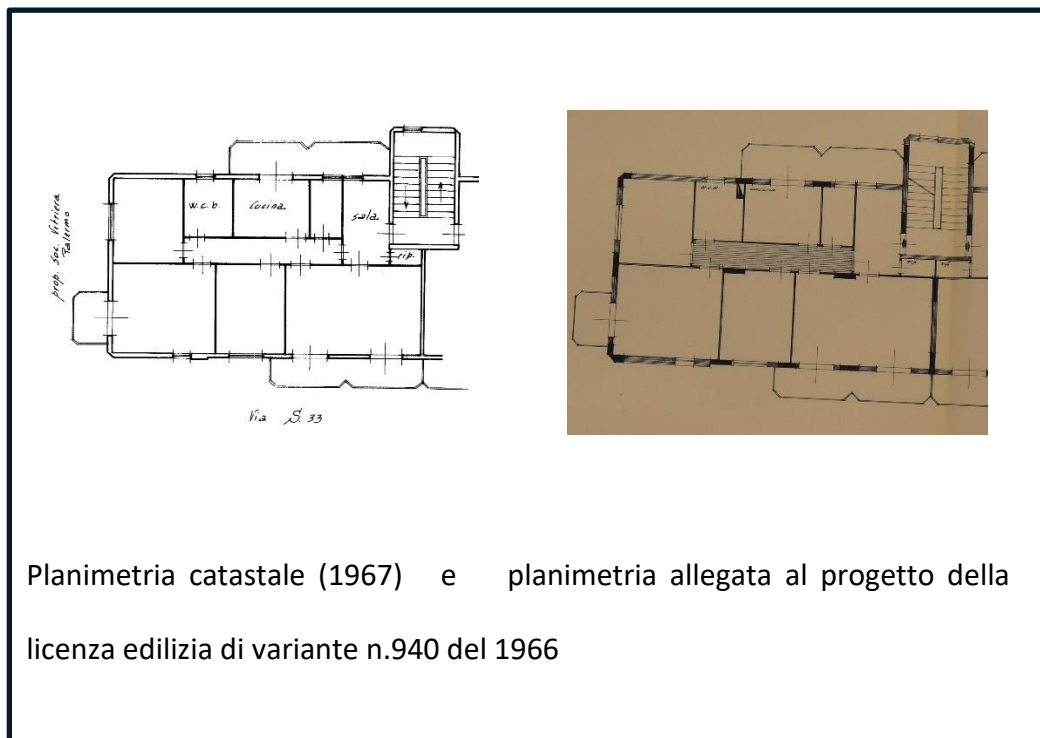 prop. Soc. Vitriera
Palermo
w.c.b.
Cucina
sala
rip.
Via S. 33
Planimetria catastale (1967) e planimetria allegata al progetto della
licenza edilizia di variante n.940 del 1966